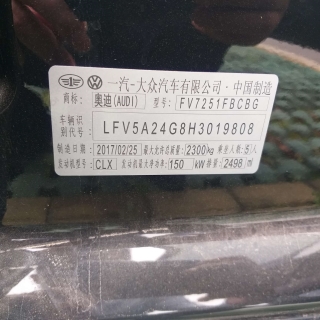 一汽-大众汽车有限公司·中国制造
商标: 奥迪(AUDI) 型号: FV7251FBCBG
车辆识别代号: LFV5A24G8H3019808
制造日期: 2017/02/25 最大允许总质量: 2300kg 乘坐人数: 5/人
发动机型号: CLX 发动机最大净功率: 150 kW 排量: 2498 ml